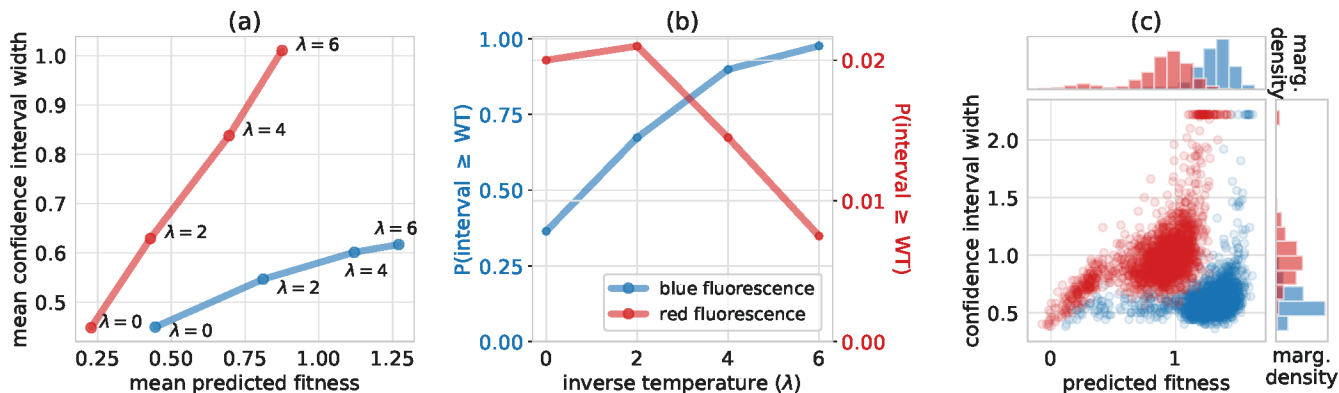 (a)
mean confidence interval width
1.0
0.9
0.8
0.7
0.6
0.5
0.25
0.50
0.75
1.00
1.25
mean predicted fitness
λ = 6
λ = 4
λ = 2
λ = 0
λ = 6
λ = 4
λ = 2
λ = 0
(b)
P(interval ≥ WT)
1.00
0.75
0.50
0.25
0.00
0
2
4
6
inverse temperature (λ)
0.02
0.01
0.00
P(interval ≥ WT)
blue fluorescence
red fluorescence
(c)
marg.
density
confidence interval width
2.0
1.5
1.0
0.5
0
1
predicted fitness
marg.
density